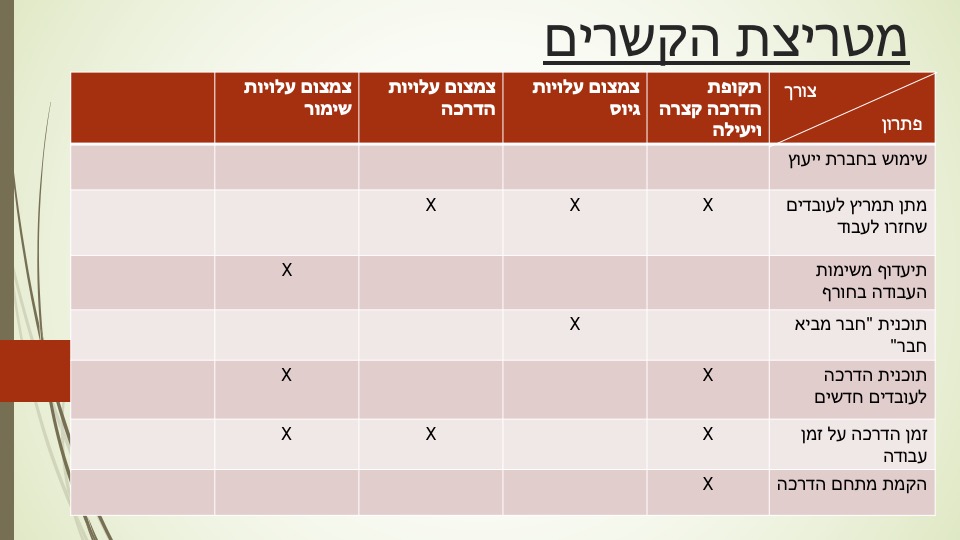 מטריצת הקשרים
צורך
פתרון
תקופת
הדרכה קצרה
ויעילה
צמצום עלויות
גיוס
צמצום עלויות
הדרכה
צמצום עלויות
שימור
שימוש בחברת ייעוץ
מתן תמריץ לעובדים
שחזרו לעבוד
X
X
X
תיעדוף משימות
העבודה בחורף
X
תוכנית "חבר מביא
חבר"
X
תוכנית הדרכה
לעובדים חדשים
X
X
זמן הדרכה על זמן
עבודה
X
X
X
הקמת מתחם הדרכה
X